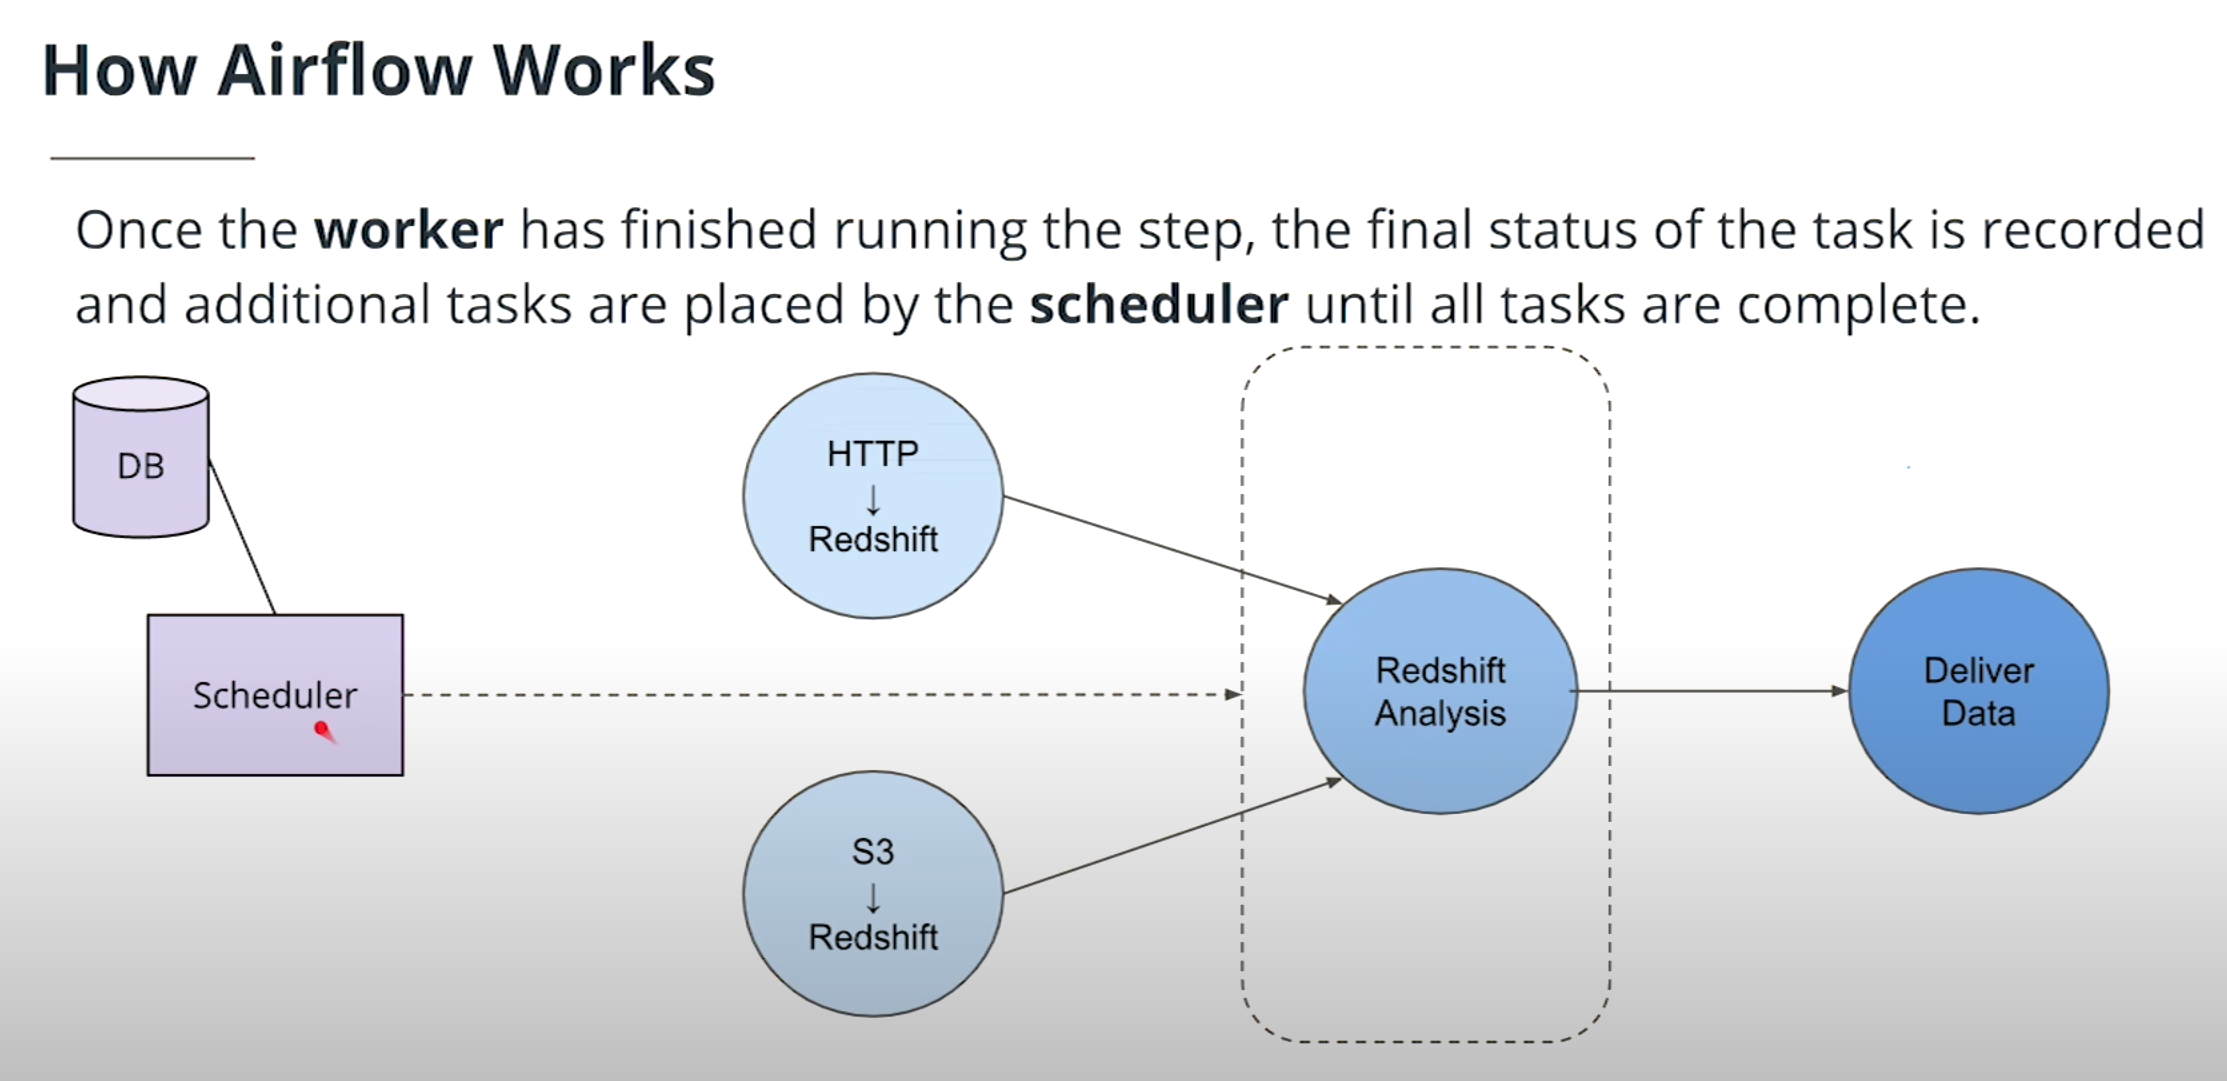 How Airflow Works
Once the worker has finished running the step, the final status of the task is recorded
and additional tasks are placed by the scheduler until all tasks are complete.
DB
Scheduler
HTTP
↓
Redshift
S3
↓
Redshift
Redshift
Analysis
Deliver
Data